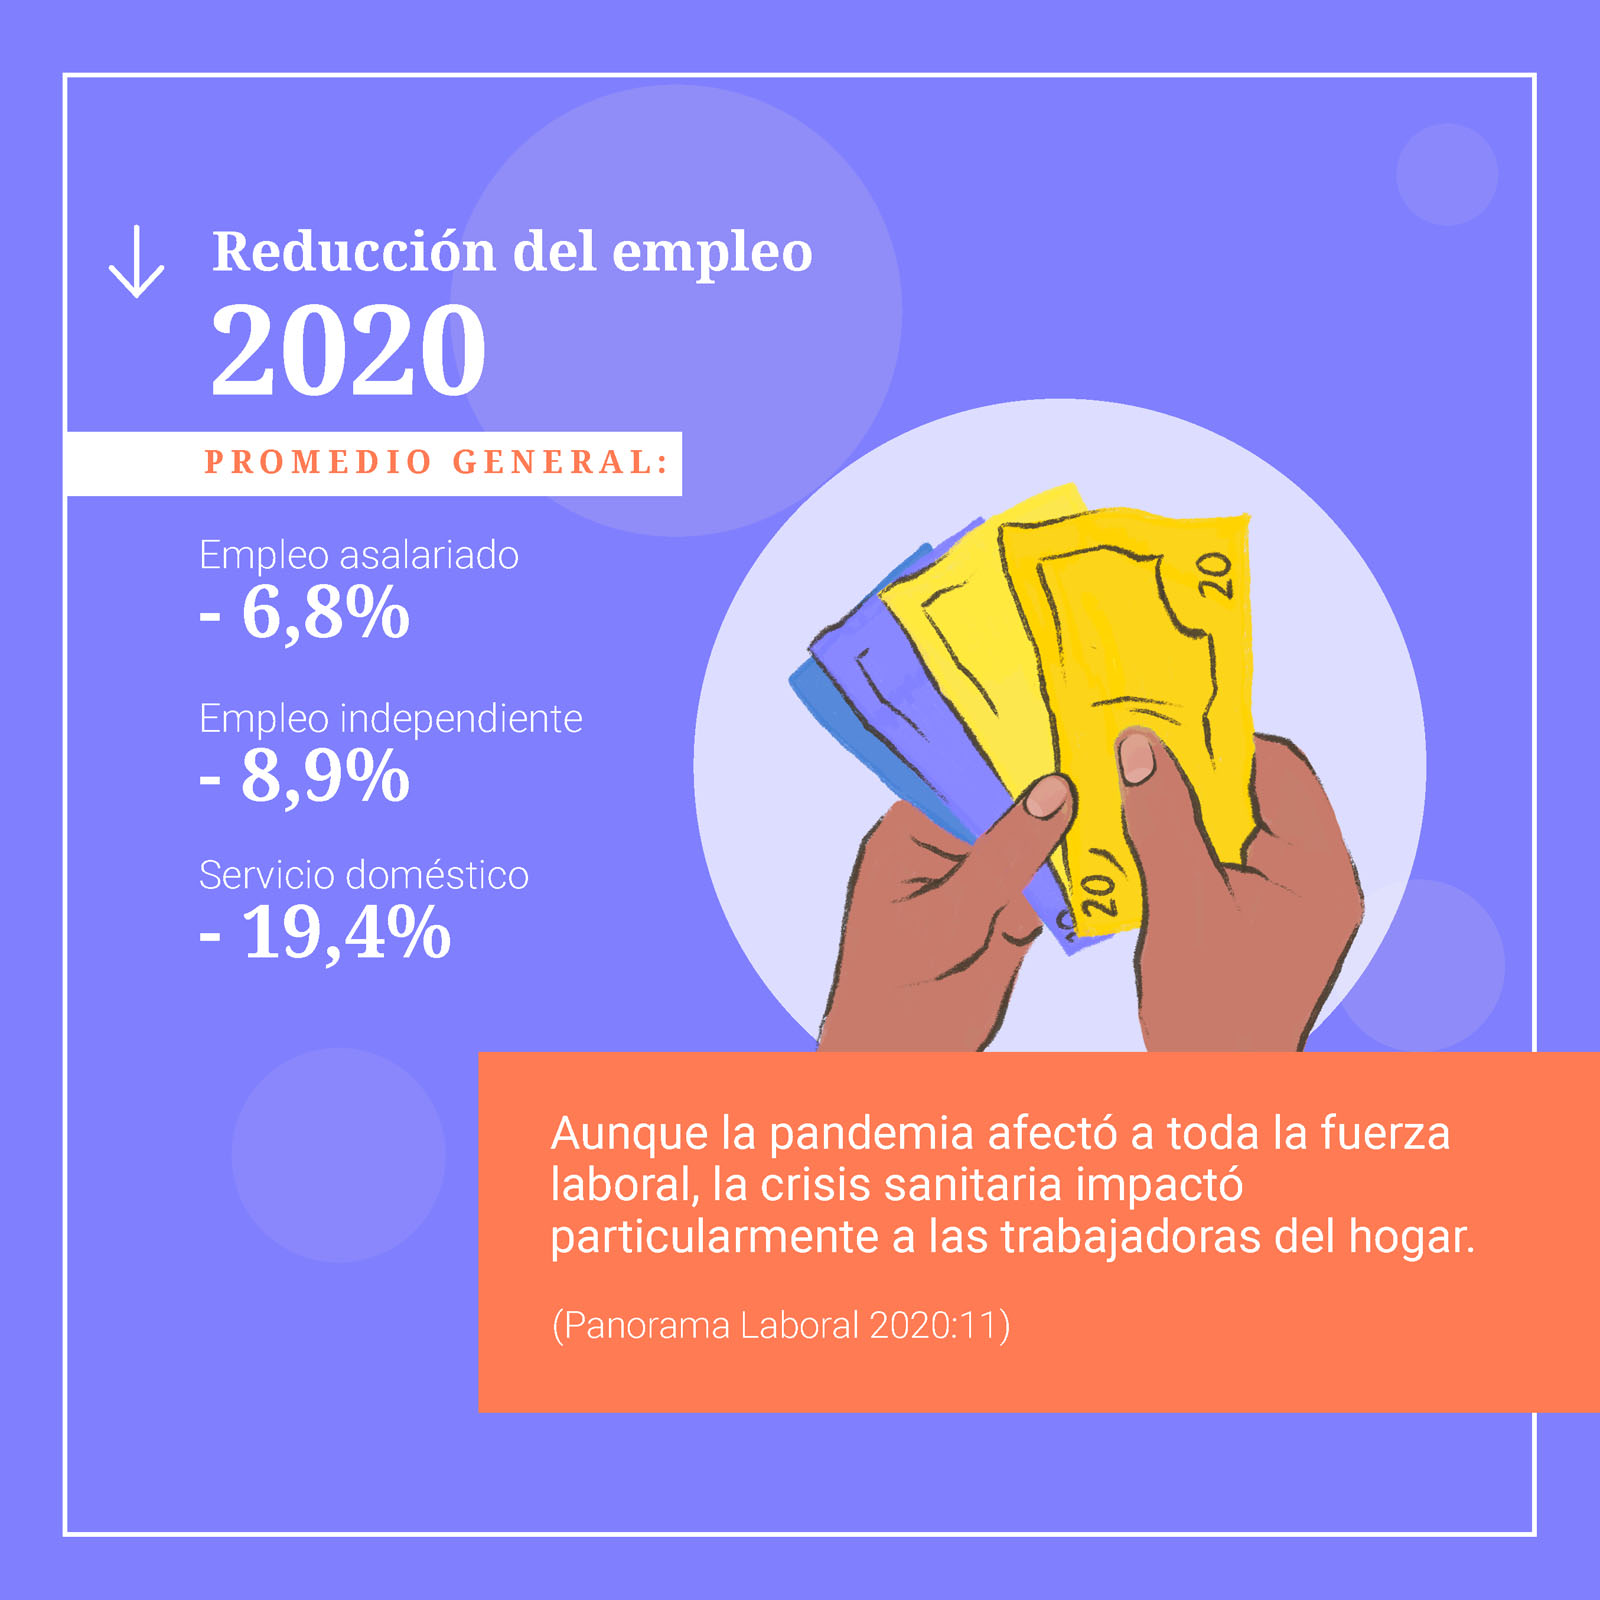 Reducción del empleo
2020
PROMEDIO GENERAL:
Empleo asalariado
- 6,8%
Empleo independiente
- 8,9%
Servicio doméstico
- 19,4%
20
20
Aunque la pandemia afectó a toda la fuerza
laboral, la crisis sanitaria impactó
particularmente a las trabajadoras del hogar.
(Panorama Laboral 2020:11)